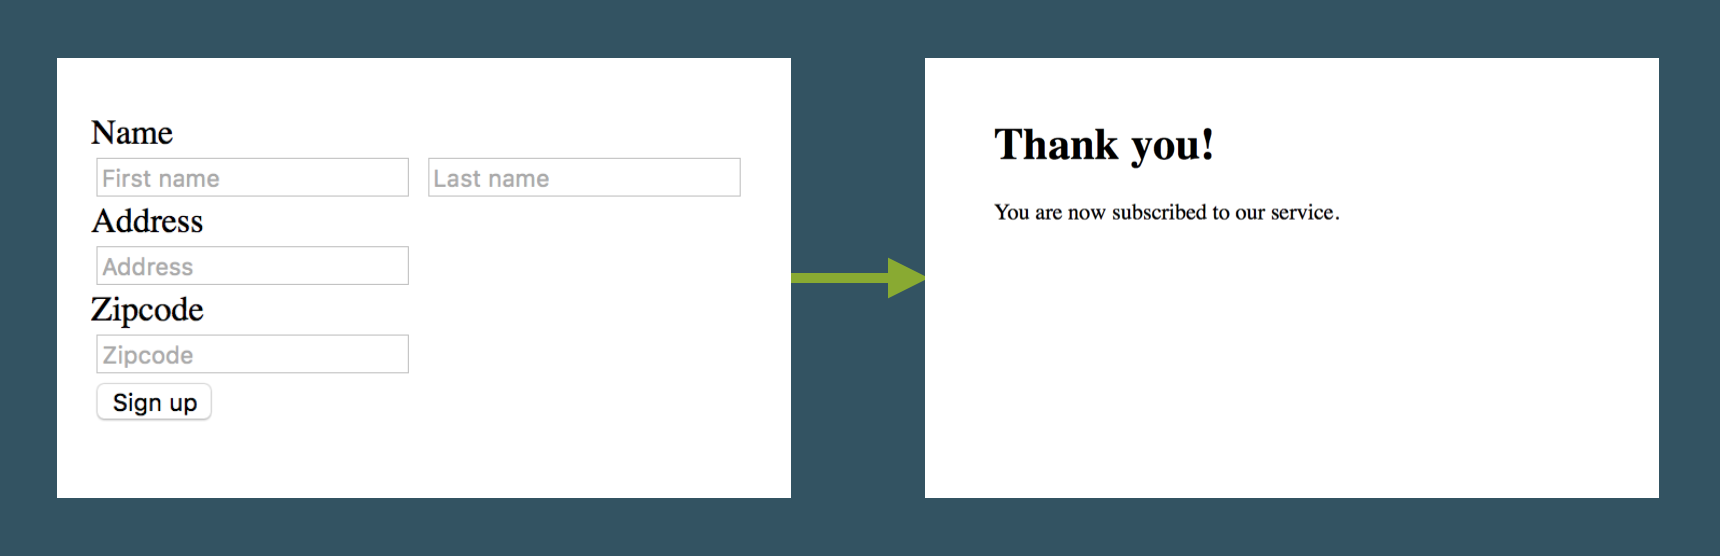 Name
First name Last name
Address
Address
Zipcode
Zipcode
Sign up
Thank you!
You are now subscribed to our service.